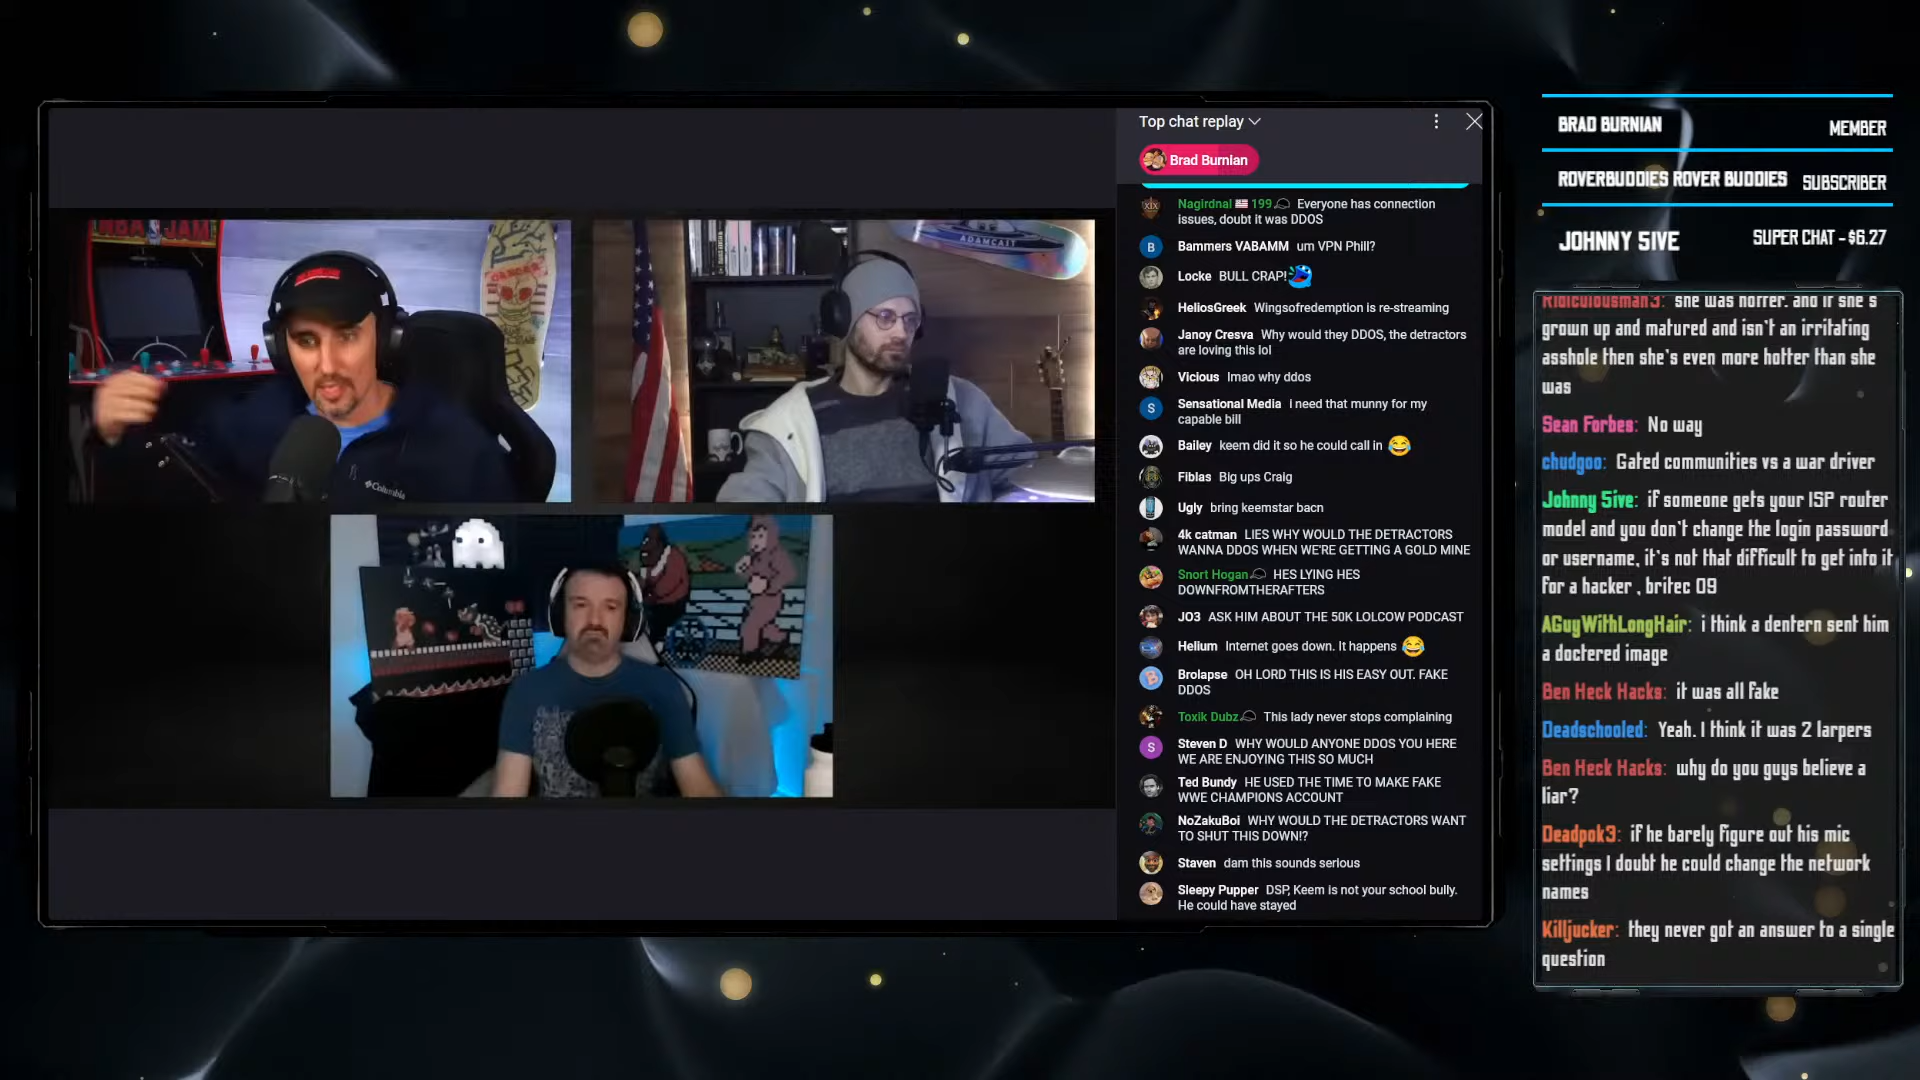 NBA JAM
ADAMCAST
Columbia
Top chat replay
Brad Burnian
Nagirdnal 199 Everyone has connection
issues, doubt it was DDOS
B
Bammers VABAMM um VPN Phill?
Locke BULL CRAP!
HeliosGreek Wingsofredemption is re-streaming
Janoy Cresva Why would they DDOS, the detractors
are loving this lol
Vicious lmao why ddos
S
Sensational Media i need that munny for my
capable bill
Bailey keem did it so he could call in
Fiblas Big ups Craig
Ugly bring keemstar bacn
4k catman LIES WHY WOULD THE DETRACTORS
WANNA DDOS WHEN WE'RE GETTING A GOLD MINE
Snort Hogan HES LYING HES
DOWNFROMTHERAFTERS
JO3 ASK HIM ABOUT THE 50K LOLCOW PODCAST
Helium Internet goes down. It happens
Brolapse OH LORD THIS IS HIS EASY OUT. FAKE
DDOS
Toxik Dubz This lady never stops complaining
S
Steven D WHY WOULD ANYONE DDOS YOU HERE
WE ARE ENJOYING THIS SO MUCH
Ted Bundy HE USED THE TIME TO MAKE FAKE
WWE CHAMPIONS ACCOUNT
NoZakuBoi WHY WOULD THE DETRACTORS WANT
TO SHUT THIS DOWN!?
Staven dam this sounds serious
Sleepy Pupper DSP, Keem is not your school bully.
He could have stayed
BRAD BURNIAN MEMBER
ROVERBUDDIES ROVER BUDDIES SUBSCRIBER
JOHNNY 5IVE SUPER CHAT - $6.27
Ridiculousman3: she was hotter. and if she's
grown up and matured and isn't an irritating
asshole then she's even more hotter than she
was
Sean Forbes: No way
chudgoo: Gated communities vs a war driver
Johnny 5ive: if someone gets your ISP router
model and you don't change the login password
or username, it's not that difficult to get into it
for a hacker , britec 09
AGuyWithLongHair: i think a dentern sent him
a doctered image
Ben Heck Hacks: it was all fake
Deadschooled: Yeah. I think it was 2 larpers
Ben Heck Hacks: why do you guys believe a
liar?
Deadpok3: if he barely figure out his mic
settings I doubt he could change the network
names
Killjucker: they never got an answer to a single
question